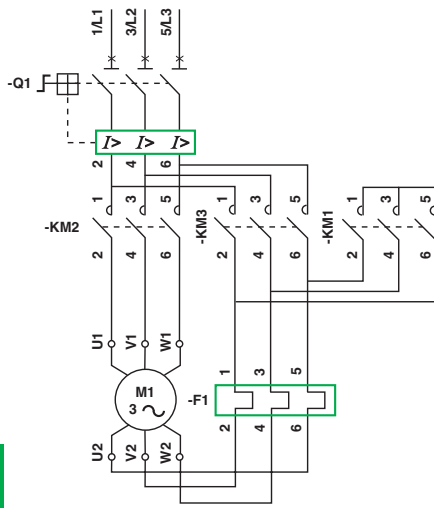 1/L1 3/L2 5/L3
-Q1
I> I> I>
2 4 6
1 3 5 1 3 5 1 3 5
-KM2 -KM3 -KM1
2 4 6 2 4 6 2 4 6
U1 V1 W1
M1
3
1 3 5
-F1
2 4 6
U2 V2 W2